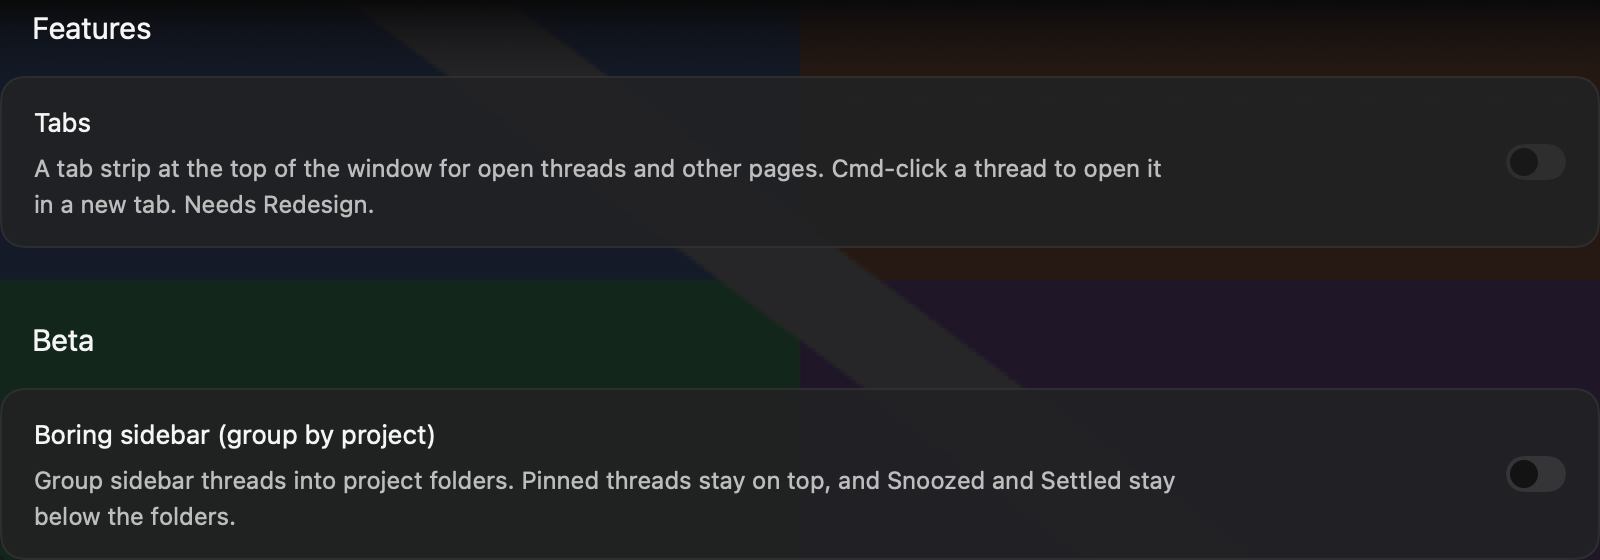 Features
Tabs
A tab strip at the top of the window for open threads and other pages. Cmd-click a thread to open it
in a new tab. Needs Redesign.
Beta
Boring sidebar (group by project)
Group sidebar threads into project folders. Pinned threads stay on top, and Snoozed and Settled stay
below the folders.